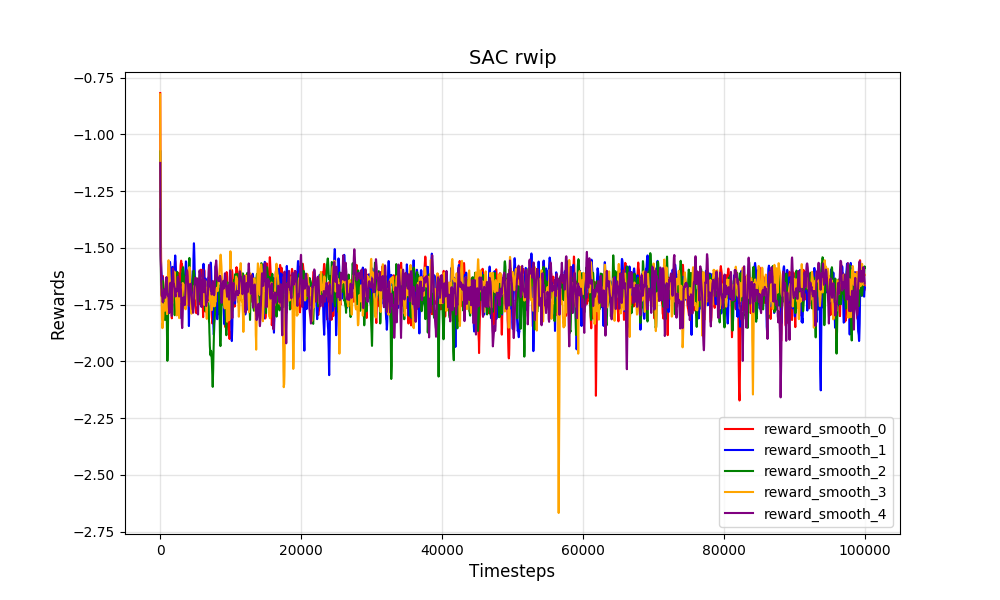 SAC rwip
Rewards
−0.75
−1.00
−1.25
−1.50
−1.75
−2.00
−2.25
−2.50
−2.75
0
20000
40000
60000
80000
100000
Timesteps
reward_smooth_0
reward_smooth_1
reward_smooth_2
reward_smooth_3
reward_smooth_4